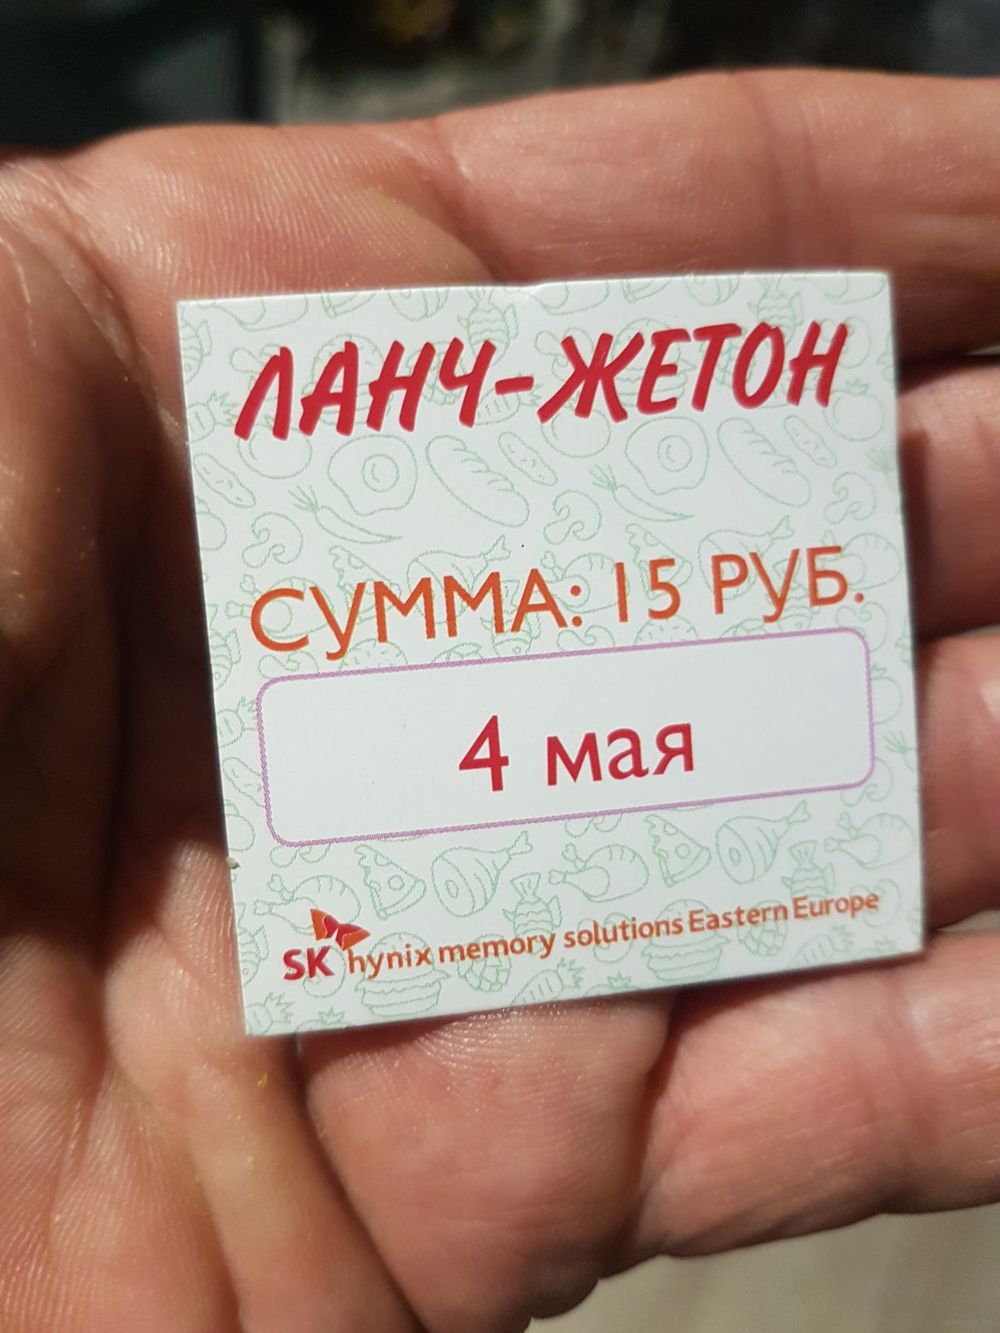 ЛАНЧ-ЖЕТОН
СУММА: 15 РУБ.
4 мая
SK hynix memory solutions Eastern Europe